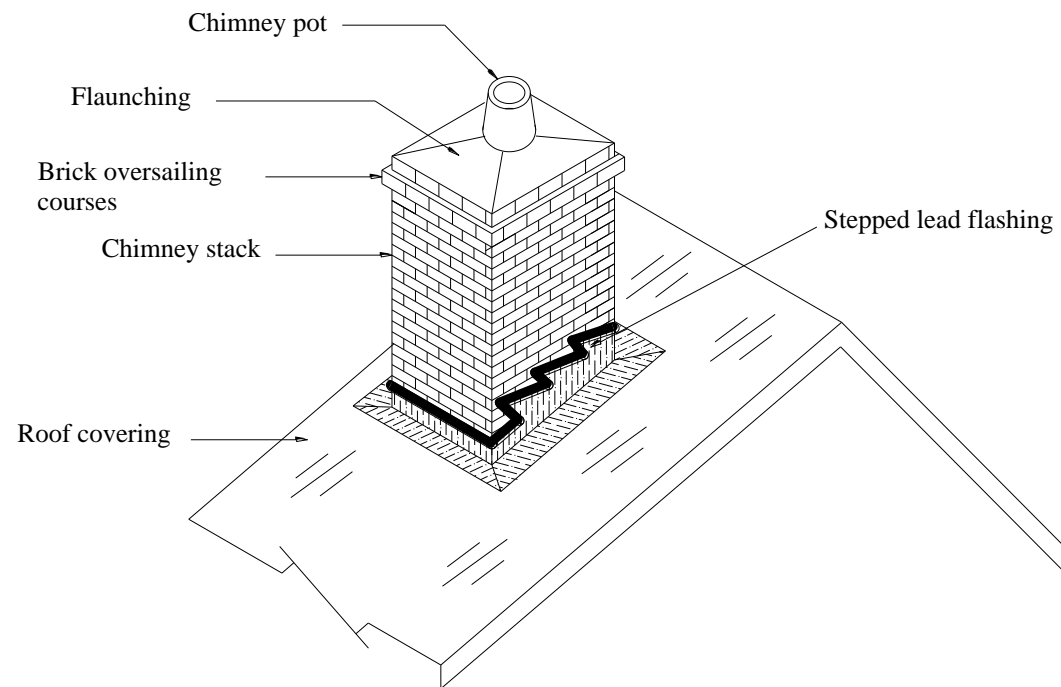 Chimney pot
Flaunching
Brick oversailing
courses
Stepped lead flashing
Chimney stack
Roof covering